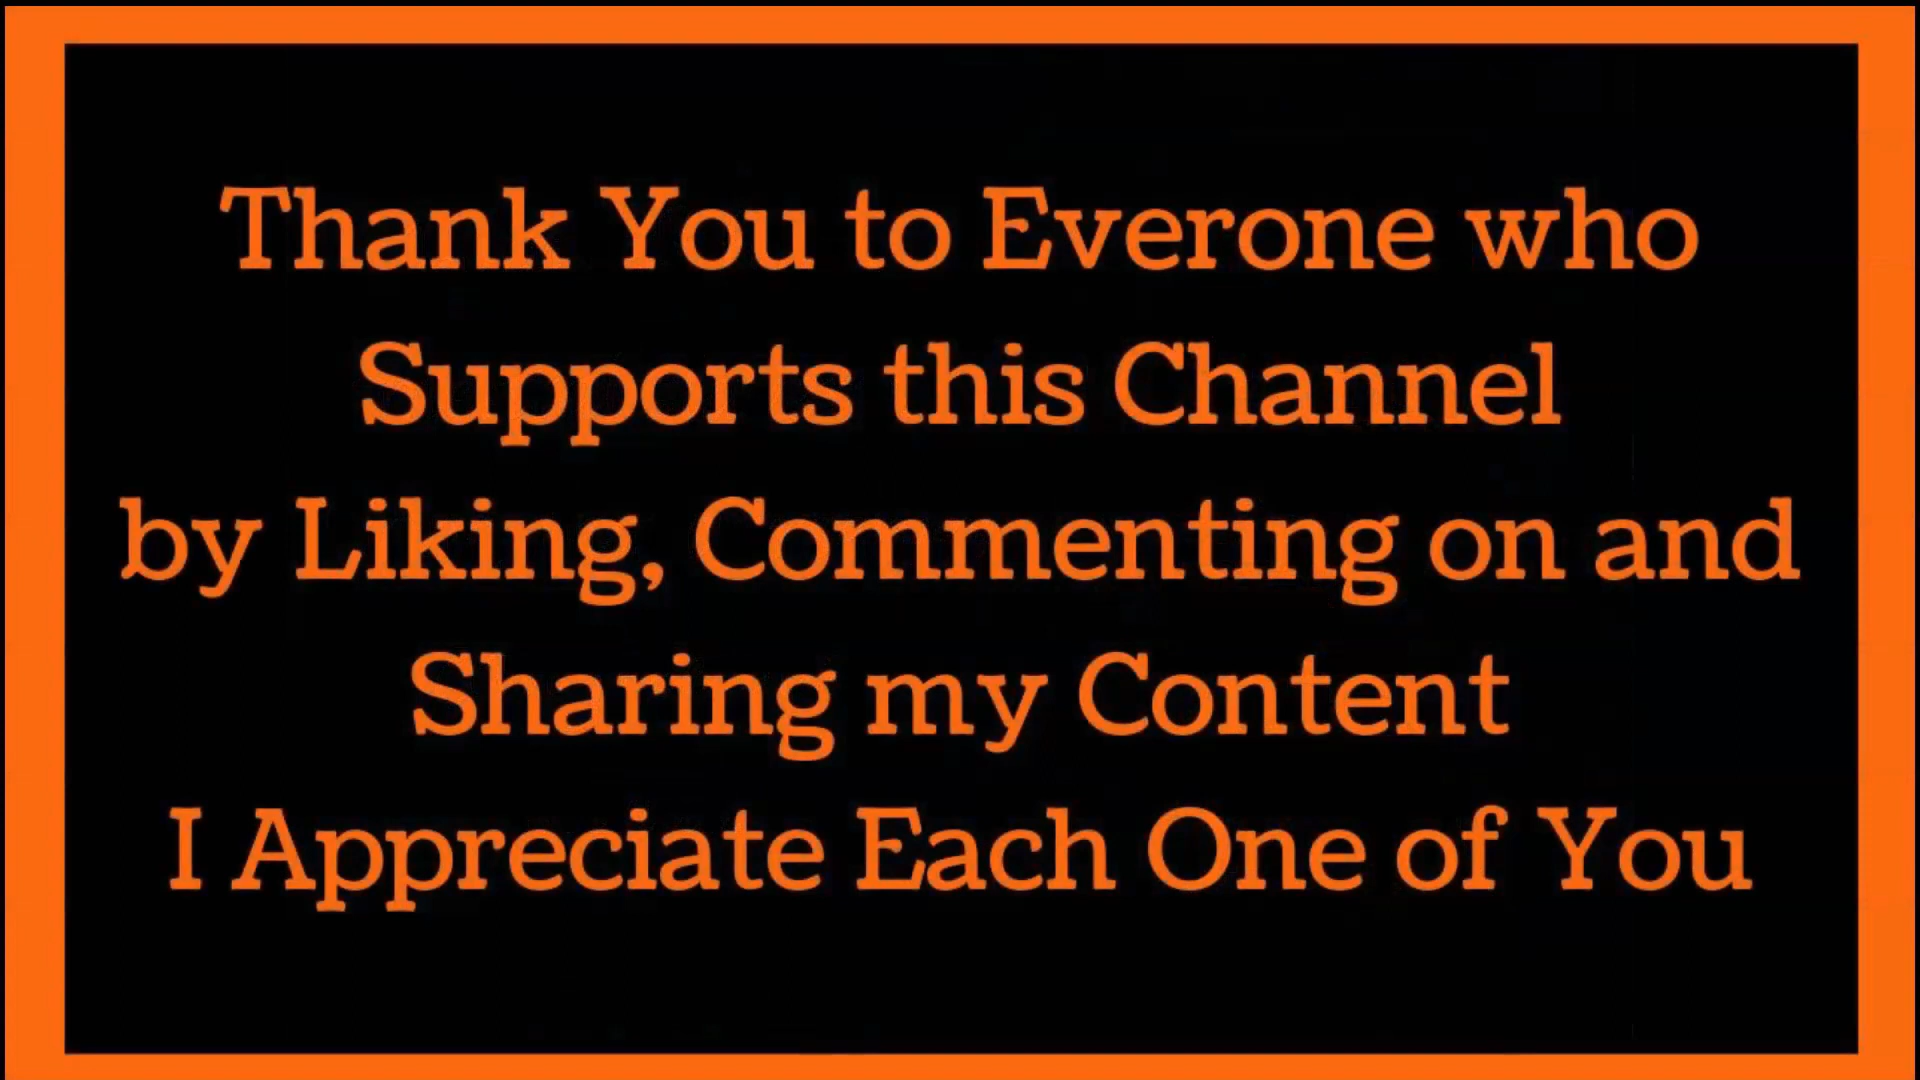 Thank You to Everone who
Supports this Channel
by Liking, Commenting on and
Sharing my Content
I Appreciate Each One of You